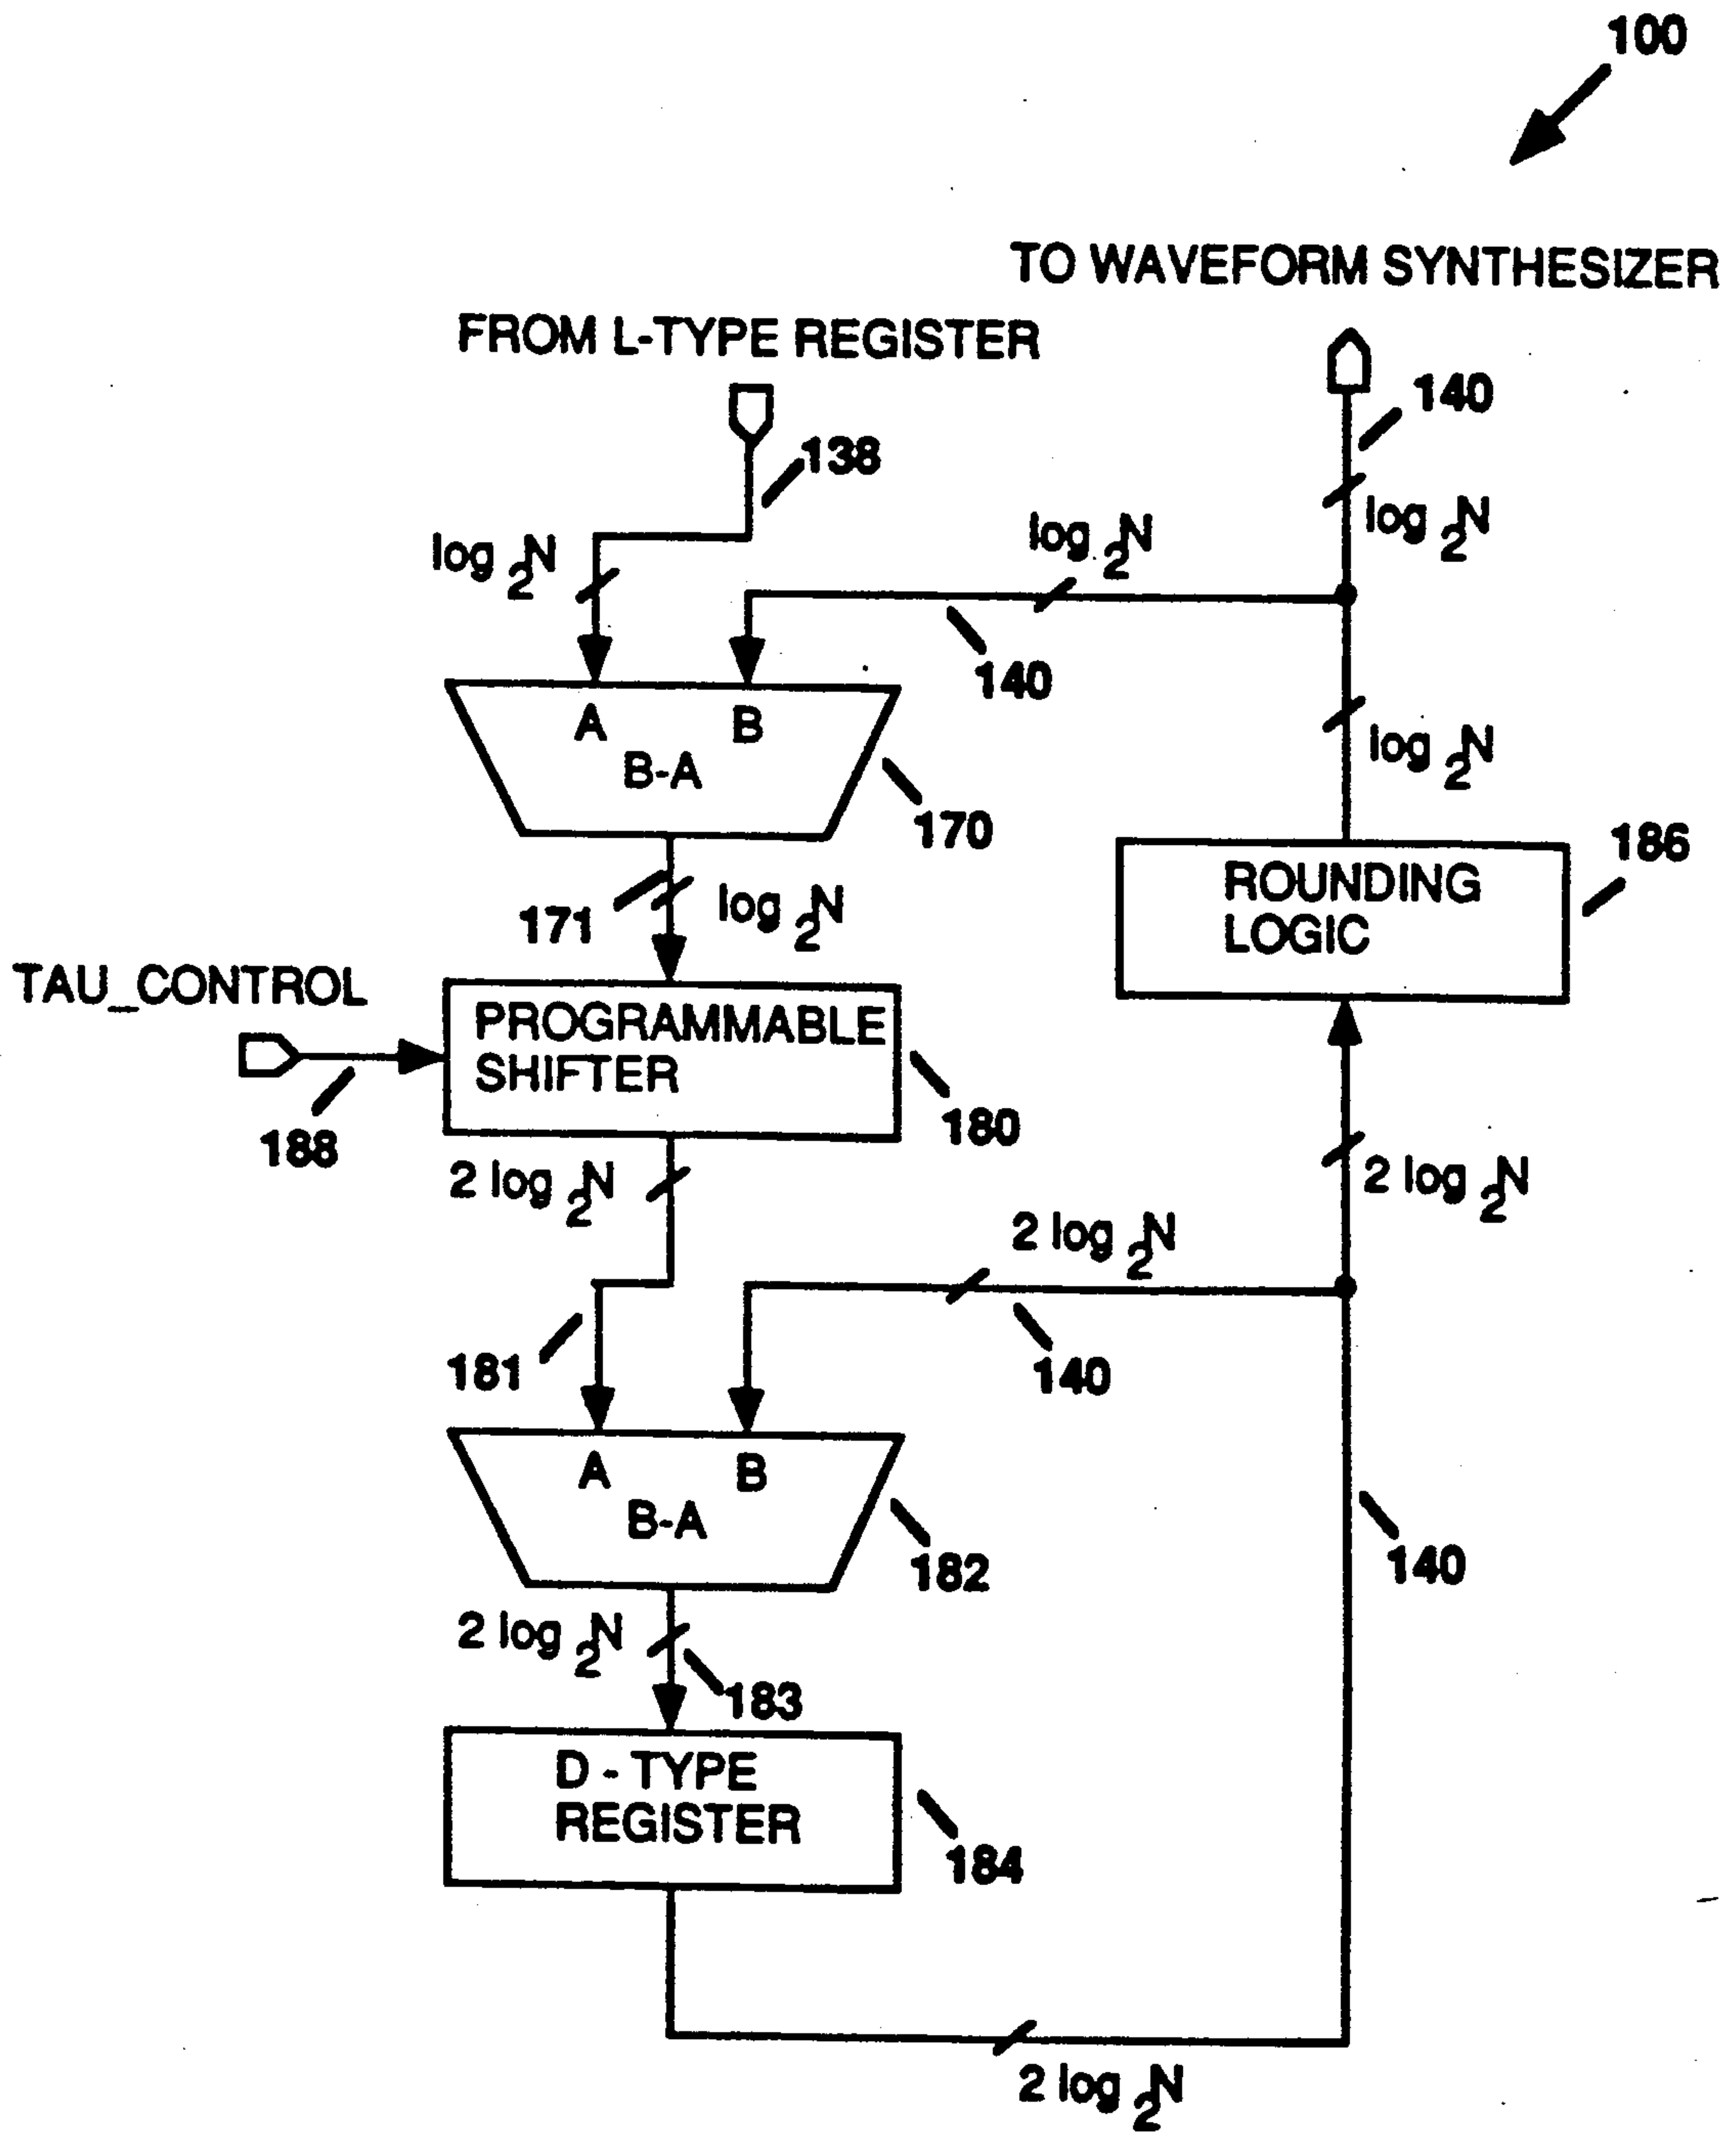 100
TO WAVEFORM SYNTHESIZER
FROM L-TYPE REGISTER
140
138
log 2N
log 2N
log 2N
140
A B
B-A
log 2N
170
186
ROUNDING
LOGIC
171
log 2N
TAU_CONTROL
PROGRAMMABLE
SHIFTER
180
188
2 log 2N
2 log 2N
2 log 2N
181
140
A B
B-A
182
140
2 log 2N
183
D - TYPE
REGISTER
184
2 log 2N